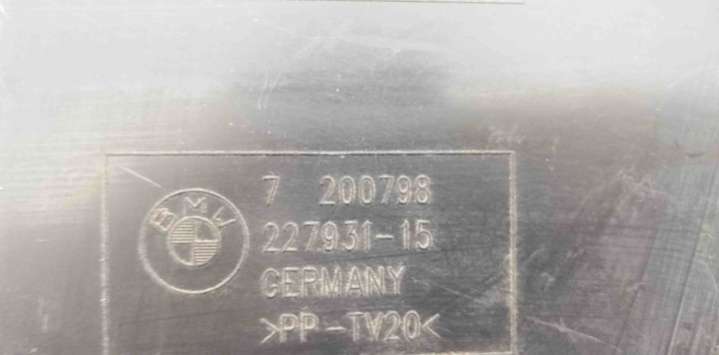 BMW
7 200798
227931-15
GERMANY
>PP-TV20<